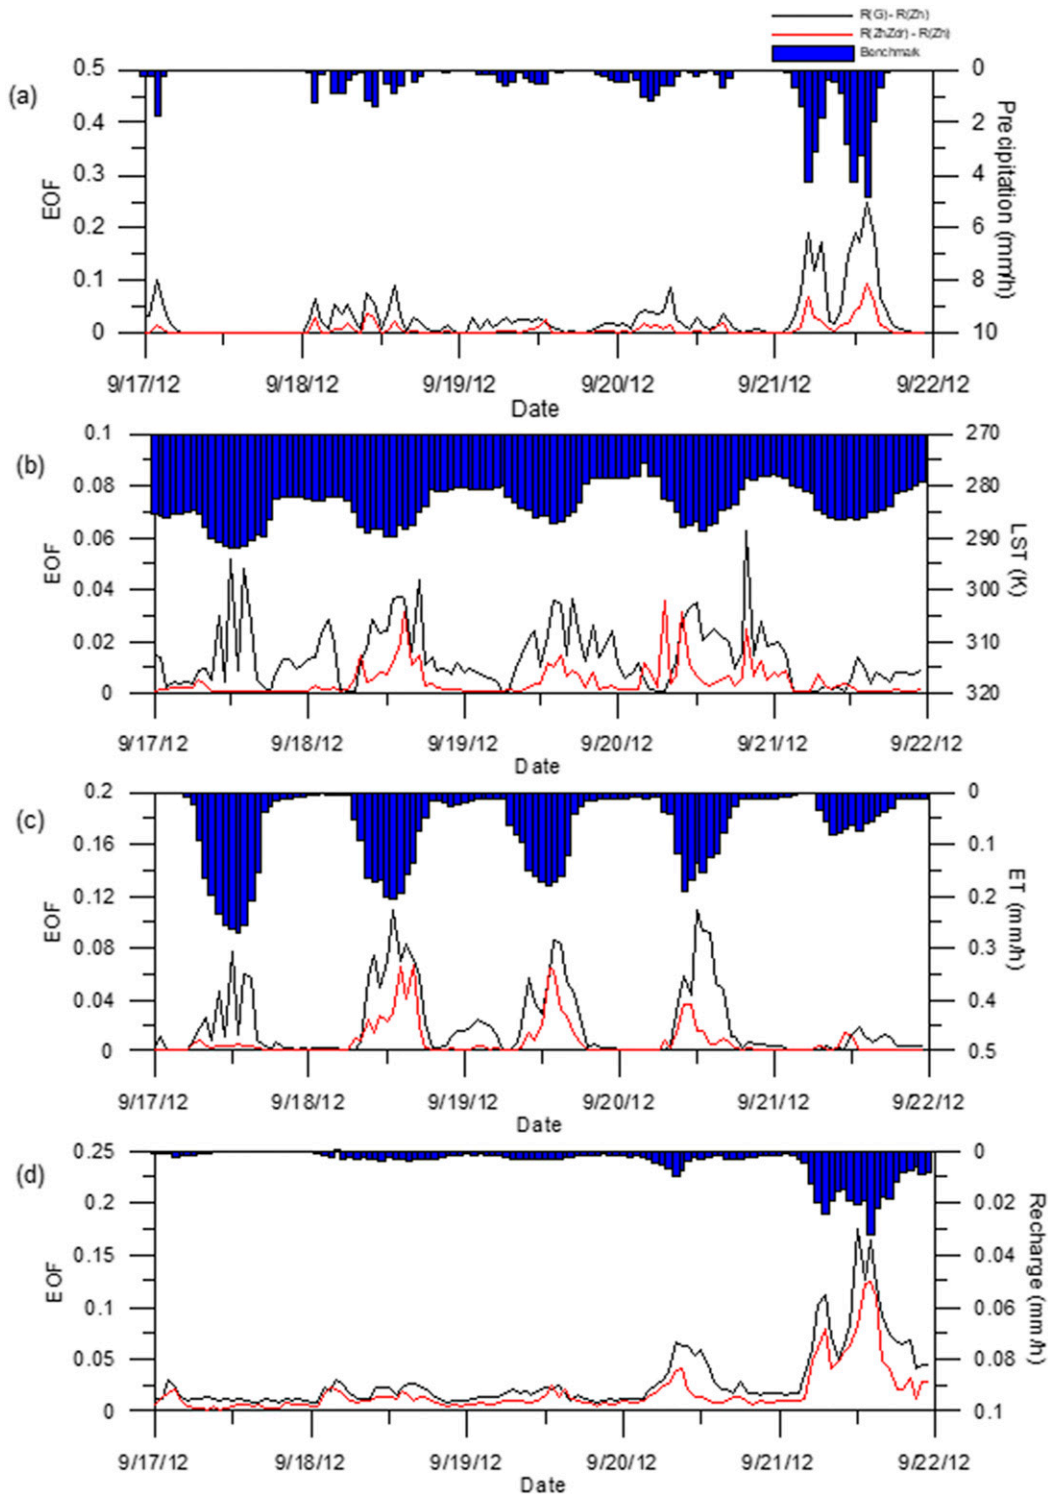 R(G) - R(Zh)
R(ZhZdr) - R(Zh)
Benchmark
(a)
0.5
0.4
0.3
0.2
0.1
0
EOF
0
2
4
6
8
10
Precipitation (mm/h)
9/17/12 9/18/12 9/19/12 9/20/12 9/21/12 9/22/12
Date
(b)
0.1
0.08
0.06
0.04
0.02
0
EOF
270
280
290
300
310
320
LST (K)
9/17/12 9/18/12 9/19/12 9/20/12 9/21/12 9/22/12
Date
(c)
0.2
0.16
0.12
0.08
0.04
0
EOF
0
0.1
0.2
0.3
0.4
0.5
ET (mm/h)
9/17/12 9/18/12 9/19/12 9/20/12 9/21/12 9/22/12
Date
(d)
0.25
0.2
0.15
0.1
0.05
0
EOF
0
0.02
0.04
0.06
0.08
0.1
Recharge (mm/h)
9/17/12 9/18/12 9/19/12 9/20/12 9/21/12 9/22/12
Date